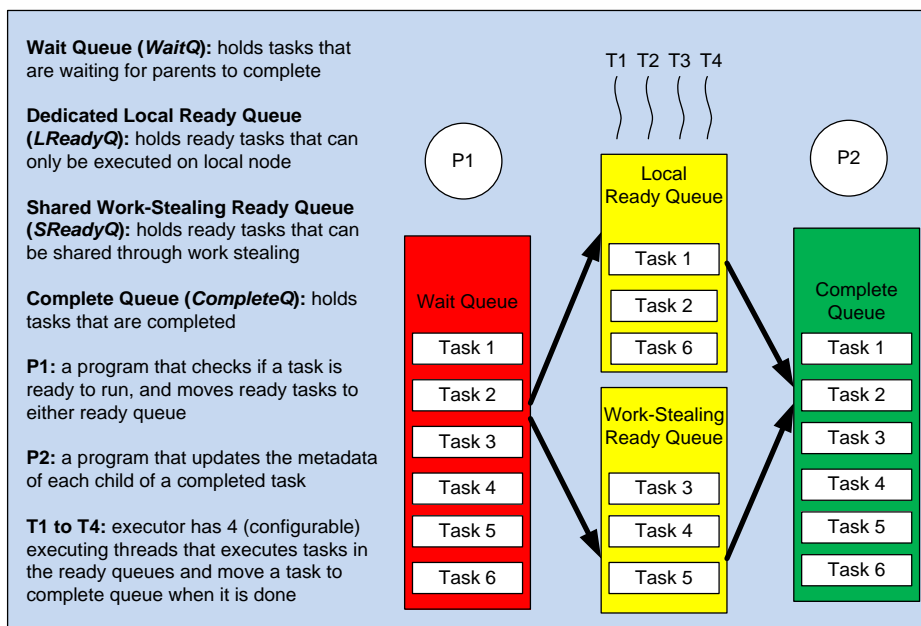 Wait Queue (WaitQ): holds tasks that
are waiting for parents to complete
Dedicated Local Ready Queue
(LReadyQ): holds ready tasks that can
only be executed on local node
Shared Work-Stealing Ready Queue
(SReadyQ): holds ready tasks that can
be shared through work stealing
Complete Queue (CompleteQ): holds
tasks that are completed
P1: a program that checks if a task is
ready to run, and moves ready tasks to
either ready queue
P2: a program that updates the metadata
of each child of a completed task
T1 to T4: executor has 4 (configurable)
executing threads that executes tasks in
the ready queues and move a task to
complete queue when it is done
P1
Wait Queue
Task 1
Task 2
Task 3
Task 4
Task 5
Task 6
T1 T2 T3 T4
Local
Ready Queue
Task 1
Task 2
Task 6
Work-Stealing
Ready Queue
Task 3
Task 4
Task 5
P2
Complete
Queue
Task 1
Task 2
Task 3
Task 4
Task 5
Task 6